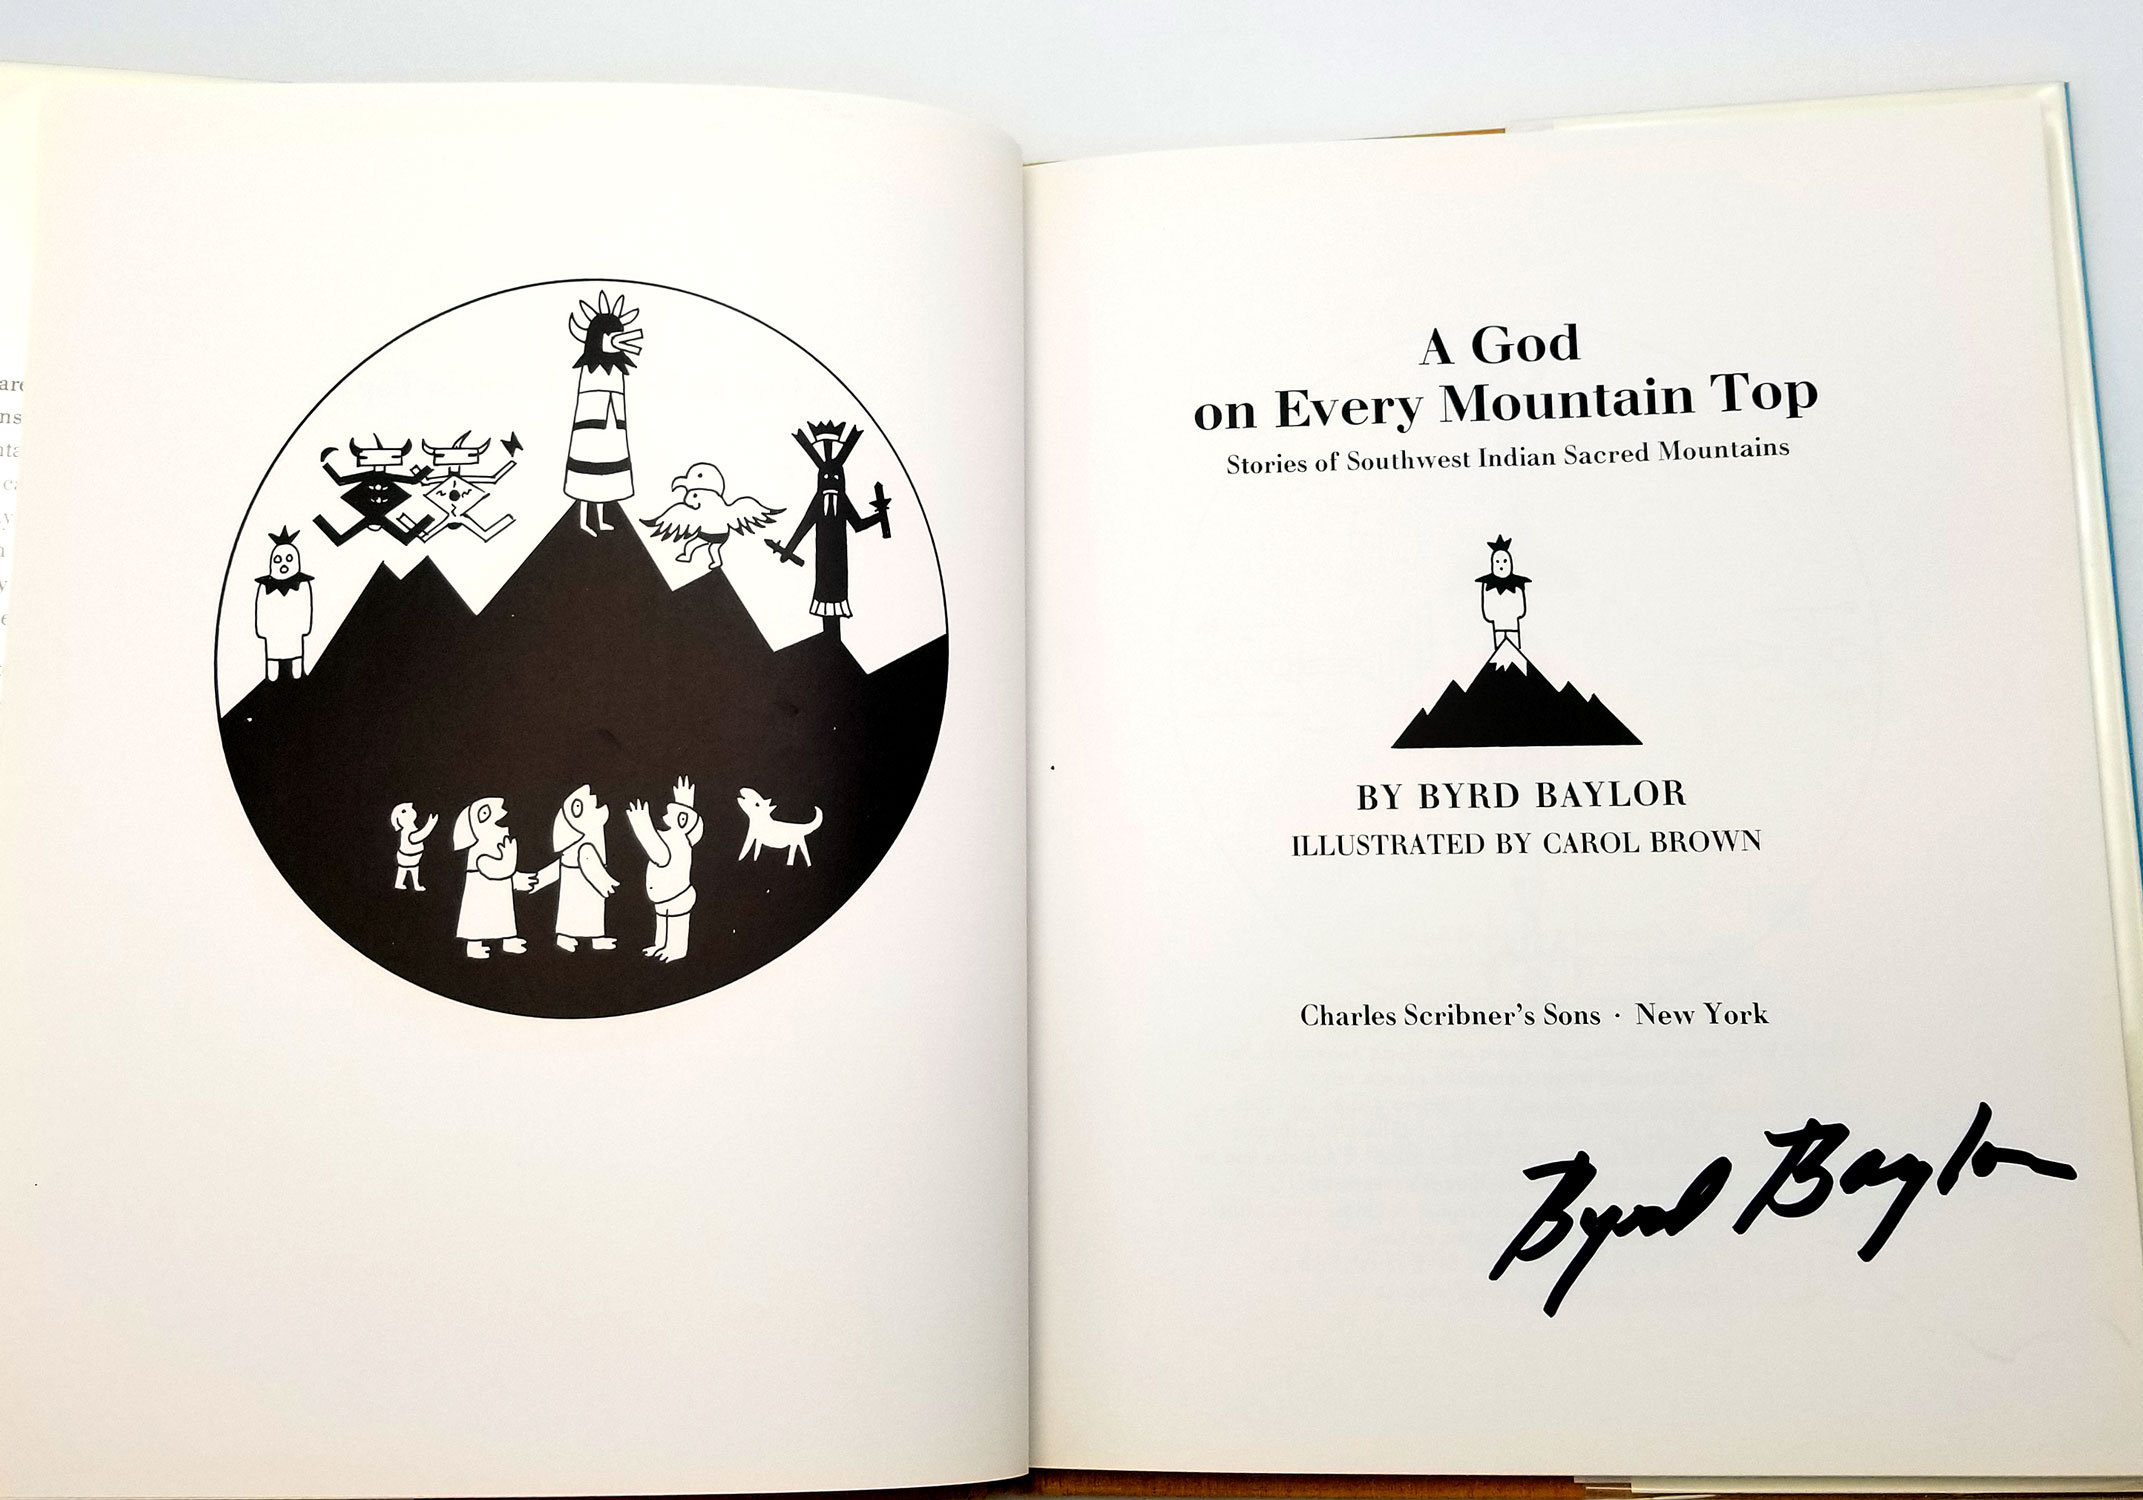 A God
on Every Mountain Top
Stories of Southwest Indian Sacred Mountains
BY BYRD BAYLOR
ILLUSTRATED BY CAROL BROWN
Charles Scribner's Sons · New York
Byrd Baylor